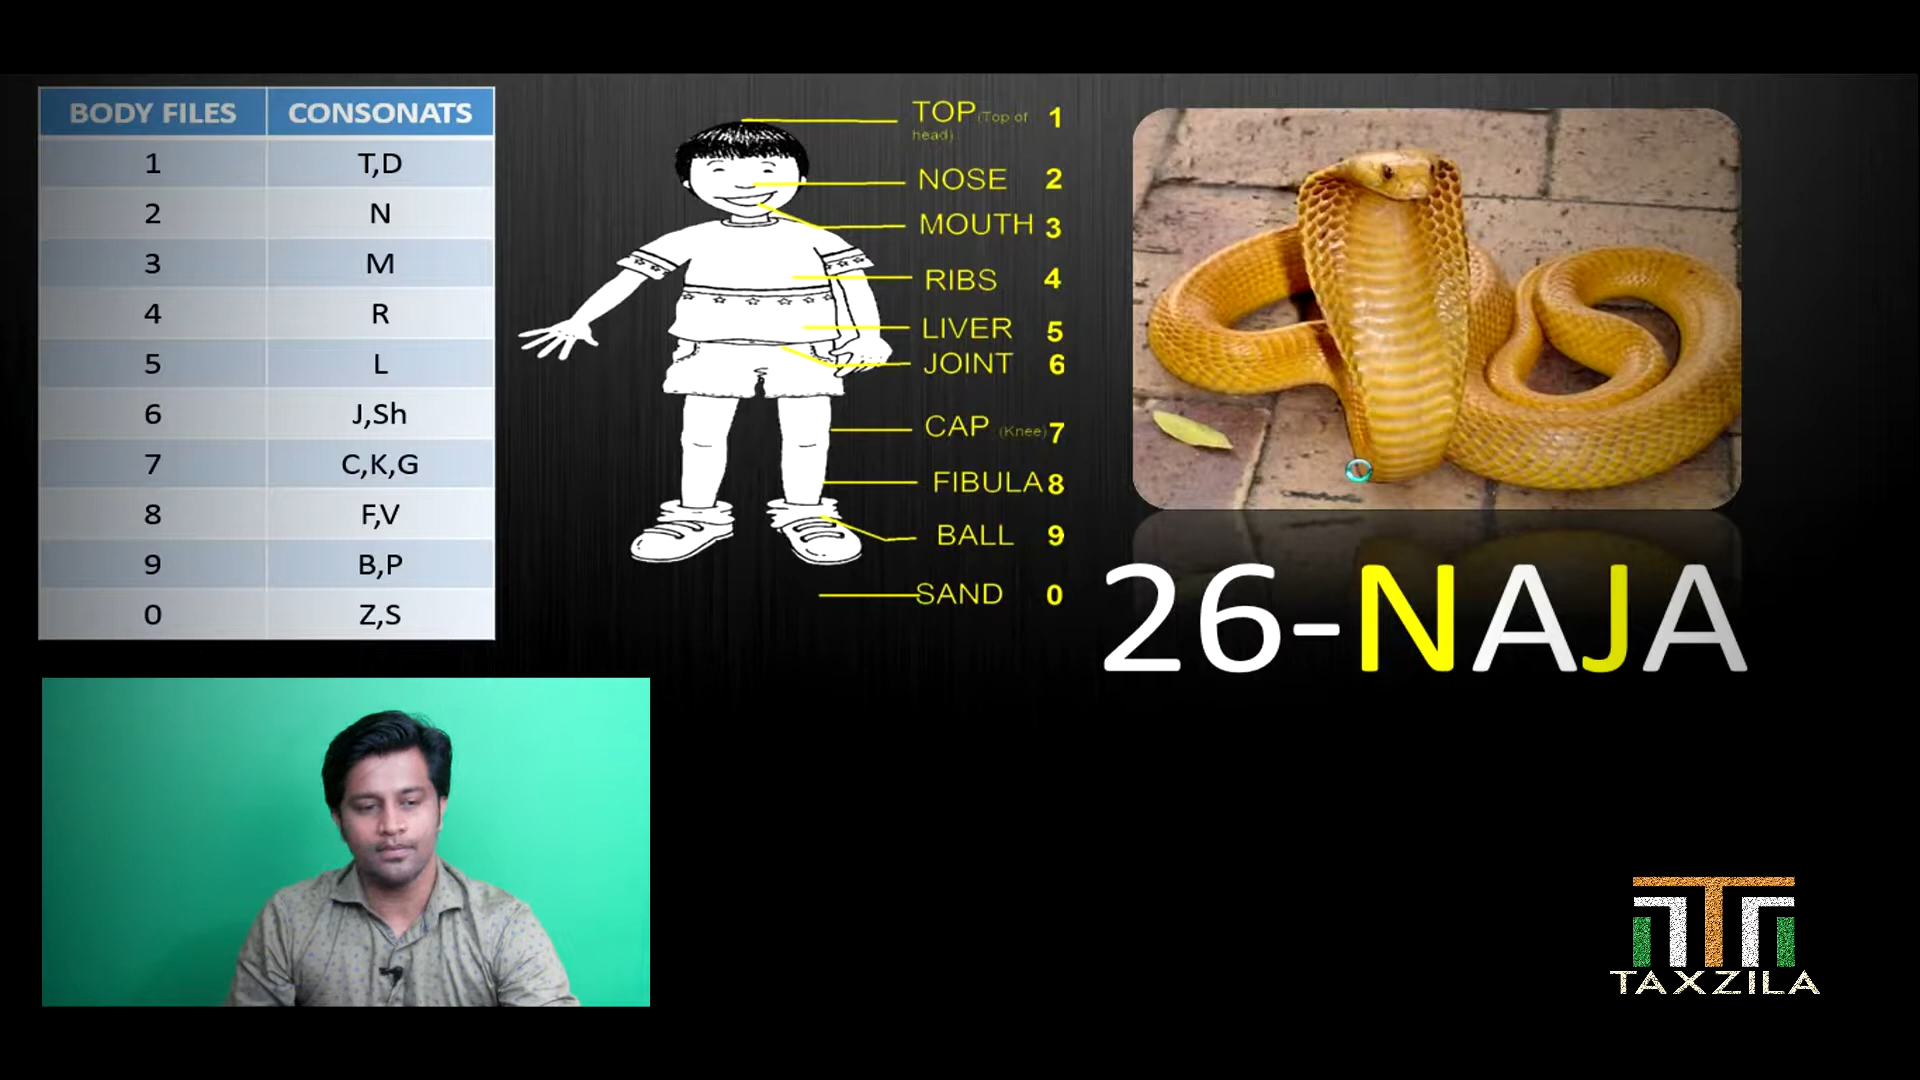 BODY FILES CONSONATS
1 T,D
2 N
3 M
4 R
5 L
6 J,Sh
7 C,K,G
8 F,V
9 B,P
0 Z,S
TOP (Top of head) 1
NOSE 2
MOUTH 3
RIBS 4
LIVER 5
JOINT 6
CAP (Knee) 7
FIBULA 8
BALL 9
SAND 0
26-NAJA
TAXZILA